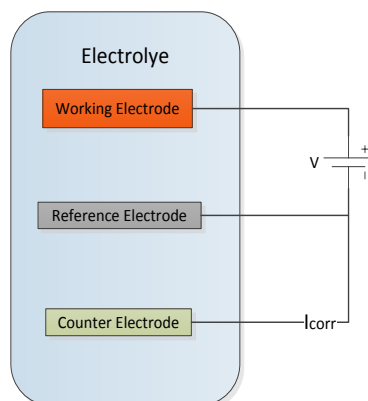 Electrolye
Working Electrode
+
V
-
Reference Electrode
Counter Electrode
Icorr